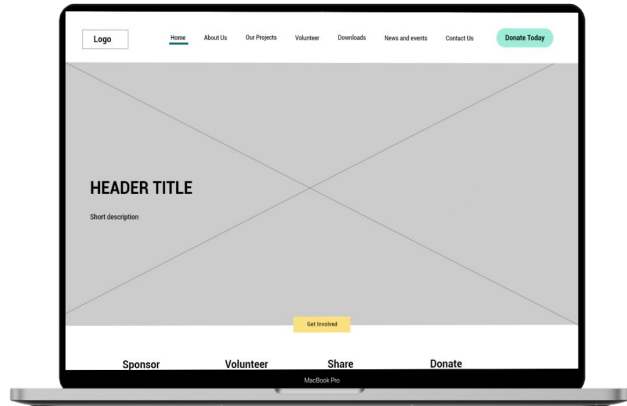 Logo Home About Us Our Projects Volunteer Downloads News and events Contact Us Donate Today
HEADER TITLE
Short description
Get Involved
Sponsor Volunteer Share Donate
MacBook Pro